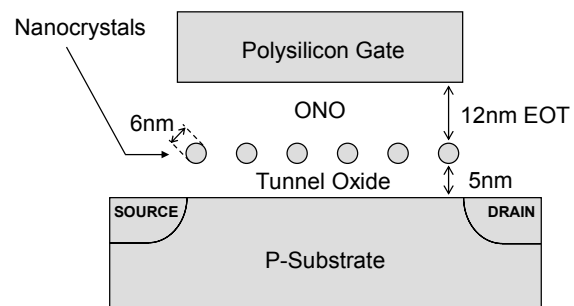 Nanocrystals
Polysilicon Gate
ONO
12nm EOT
6nm
Tunnel Oxide
5nm
SOURCE
DRAIN
P-Substrate